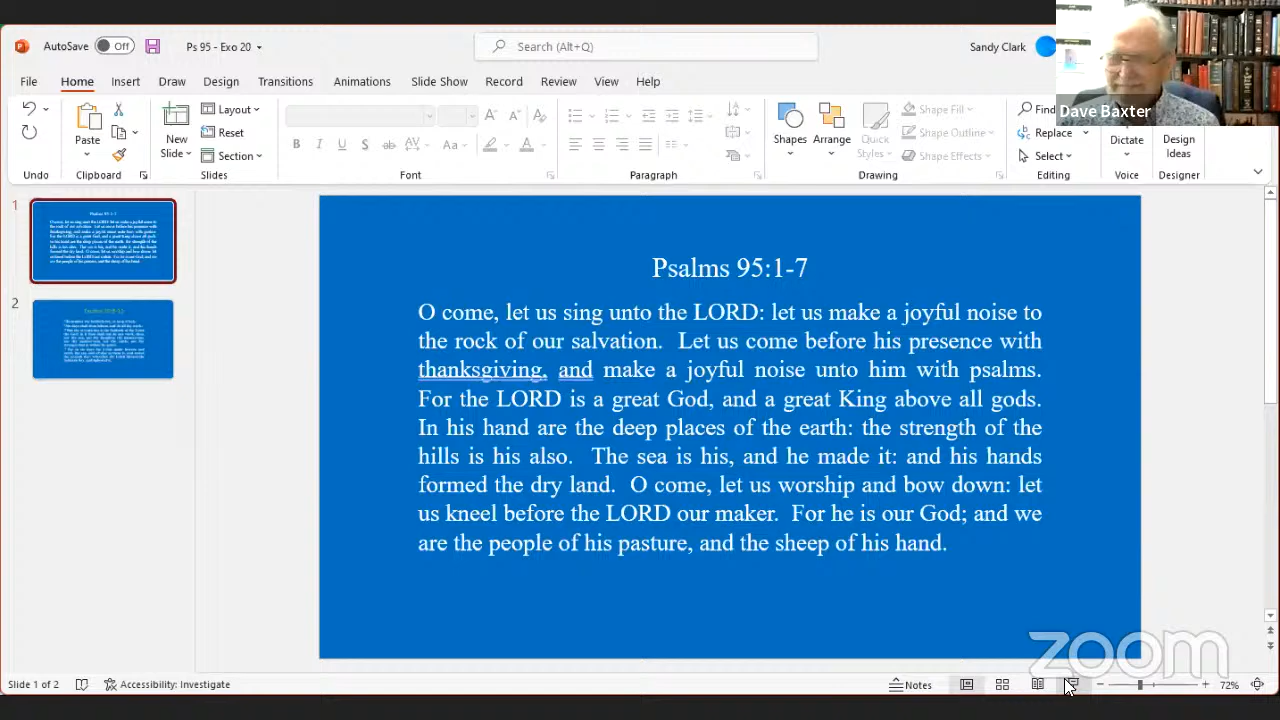 AutoSave Off Ps 95 - Exo 20 Search (Alt+Q) Sandy Clark
File Home Insert Draw Design Transitions Animations Slide Show Record Review View Help
Dave Baxter
Paste
New
Slide
Layout
Reset
Section
B I U S ab AV Aa A
Shapes
Arrange
Quick
Styles
Shape Fill
Shape Outline
Shape Effects
Find
Replace
Select
Dictate
Design
Ideas
Undo Clipboard Slides Font Paragraph Drawing Editing Voice Designer
1
2
Psalms 95:1-7
O come, let us sing unto the LORD: let us make a joyful noise to
the rock of our salvation. Let us come before his presence with
thanksgiving, and make a joyful noise unto him with psalms.
For the LORD is a great God, and a great King above all gods.
In his hand are the deep places of the earth: the strength of the
hills is his also. The sea is his, and he made it: and his hands
formed the dry land. O come, let us worship and bow down: let
us kneel before the LORD our maker. For he is our God; and we
are the people of his pasture, and the sheep of his hand.
zoom
Slide 1 of 2 Accessibility: Investigate Notes 72%